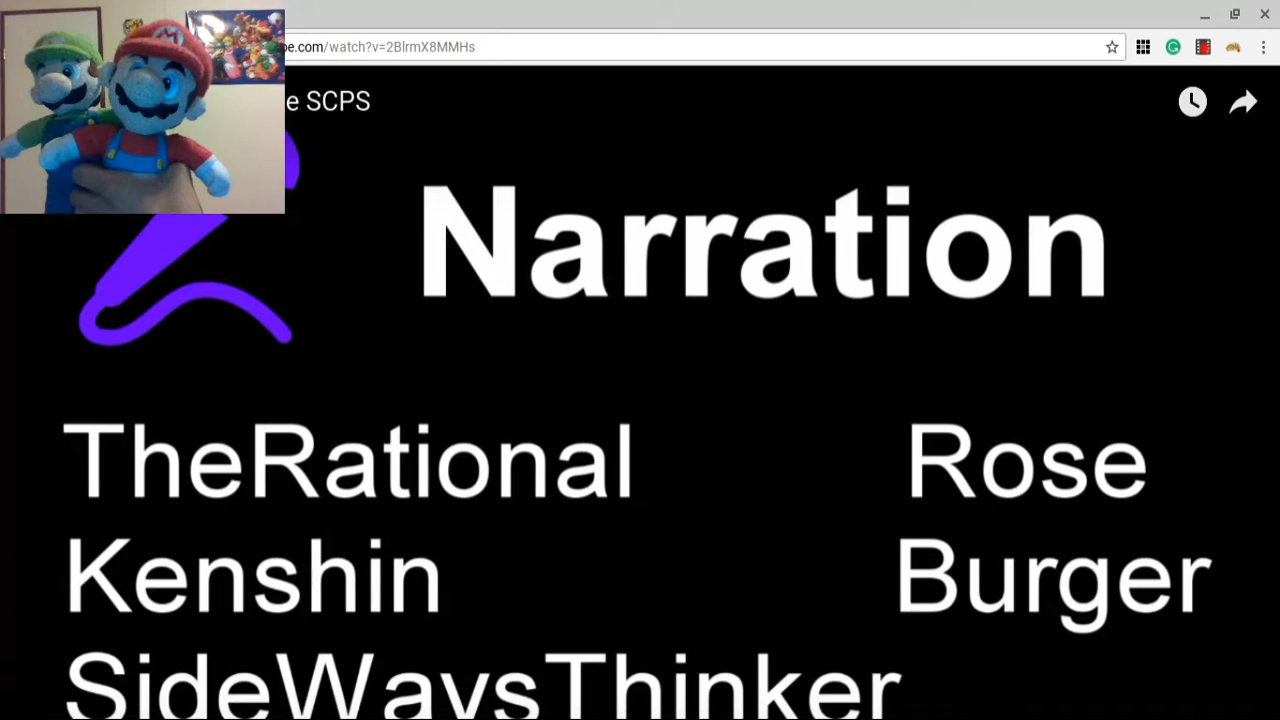 be.com/watch?v=2BlrmX8MMHs
e SCPS
Narration
TheRational Rose
Kenshin Burger
SideWaysThinker